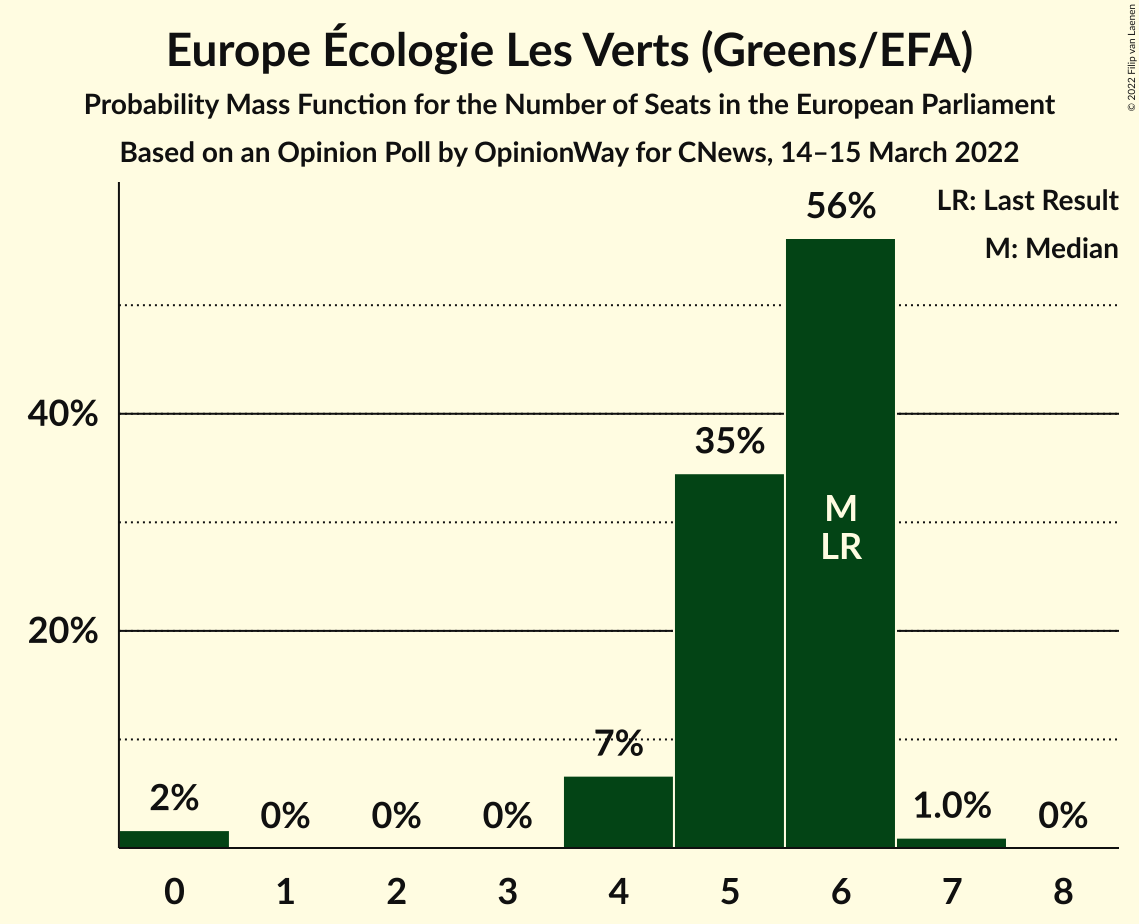 Europe Écologie Les Verts (Greens/EFA)
Probability Mass Function for the Number of Seats in the European Parliament
Based on an Opinion Poll by OpinionWay for CNews, 14–15 March 2022
© 2022 Filip van Laenen
LR: Last Result
M: Median
56%
40%
35%
M
LR
20%
7%
2%
0%
0%
0%
1.0%
0%
0 1 2 3 4 5 6 7 8